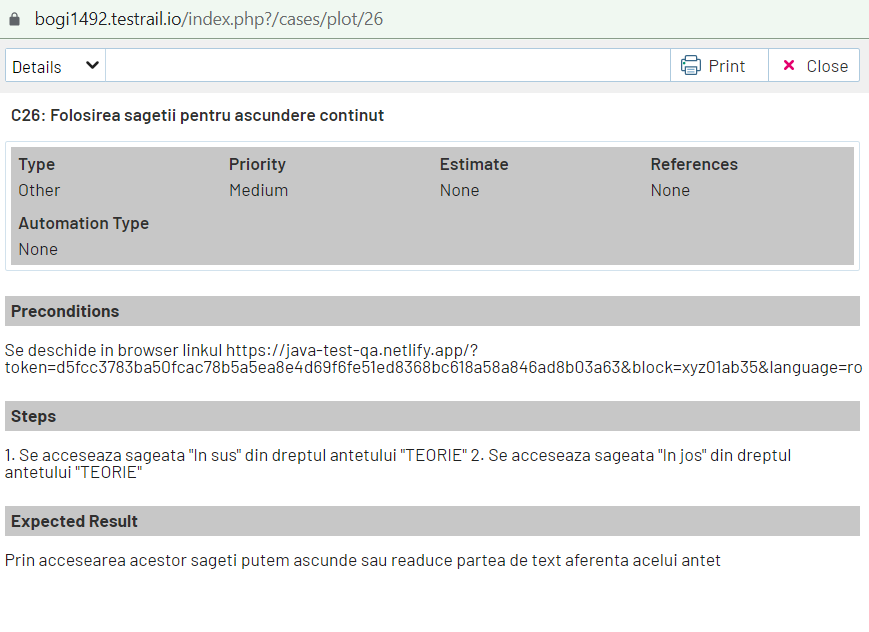 bogi1492.testrail.io/index.php?/cases/plot/26
Details Print Close
C26: Folosirea sagetii pentru ascundere continut
Type Priority Estimate References
Other Medium None None
Automation Type
None
Preconditions
Se deschide in browser linkul https://java-test-qa.netlify.app/?
token=d5fcc3783ba50fcac78b5a5ea8e4d69f6fe51ed8368bc618a58a846ad8b03a63&block=xyz01ab35&language=ro
Steps
1. Se acceseaza sageata "In sus" din dreptul antetului "TEORIE" 2. Se acceseaza sageata "In jos" din dreptul
antetului "TEORIE"
Expected Result
Prin accesearea acestor sageti putem ascunde sau readuce partea de text aferenta acelui antet